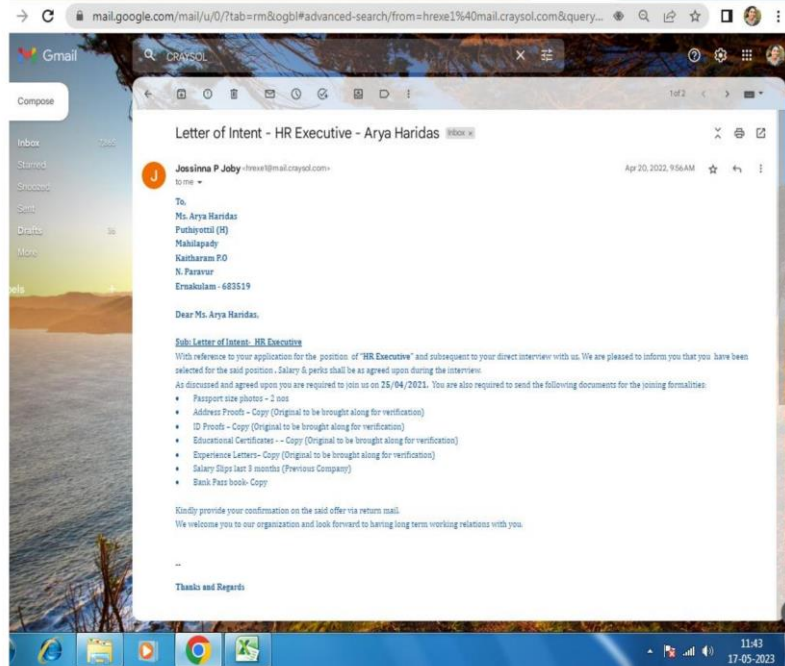 mail.google.com/mail/u/0/?tab=rm&ogbl#advanced-search/from=hrexe1%40mail.craysol.com&query...
Gmail
CRAYSOL
Compose
1 of 2
Inbox
Starred
Snoozed
Sent
Drafts 36
More
Letter of Intent - HR Executive - Arya Haridas Inbox x
J
Jossinna P Joby <hrexe1@mail.craysol.com>
Apr 20, 2022, 9:56 AM
to me
To,
Ms. Arya Haridas
Puthiyottil (H)
Mahilapady
Kaitharam P.O
N. Paravur
Ernakulam - 683519
Dear Ms. Arya Haridas,
Sub: Letter of Intent- HR Executive
With reference to your application for the position of "HR Executive" and subsequent to your direct interview with us. We are pleased to inform you that you have been
selected for the said position . Salary & perks shall be as agreed upon during the interview.
As discussed and agreed upon you are required to join us on 25/04/2021. You are also required to send the following documents for the joining formalities:
• Passport size photos – 2 nos
• Address Proofs – Copy (Original to be brought along for verification)
• ID Proofs – Copy (Original to be brought along for verification)
• Educational Certificates - – Copy (Original to be brought along for verification)
• Experience Letters– Copy (Original to be brought along for verification)
• Salary Slips last 3 months (Previous Company)
• Bank Pass book- Copy
Kindly provide your confirmation on the said offer via return mail.
We welcome you to our organization and look forward to having long term working relations with you.
--
Thanks and Regards
11:43
17-05-2023